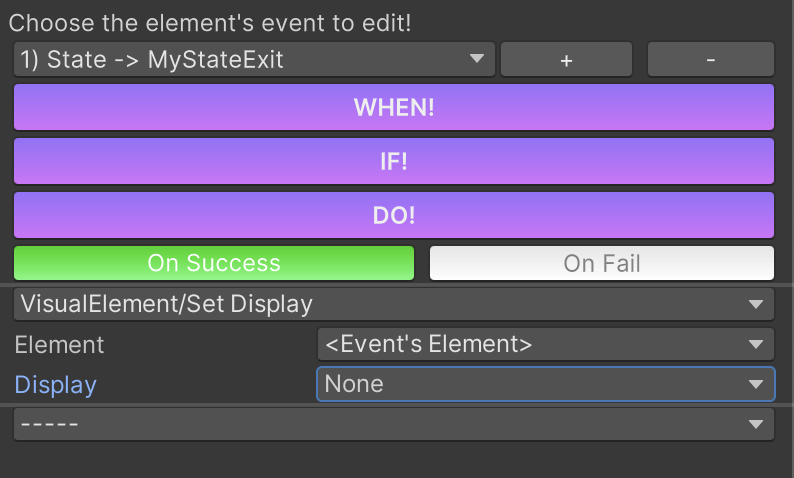 Choose the element's event to edit!
1) State -> MyStateExit + -
WHEN!
IF!
DO!
On Success On Fail
VisualElement/Set Display
Element <Event's Element>
Display None
-----